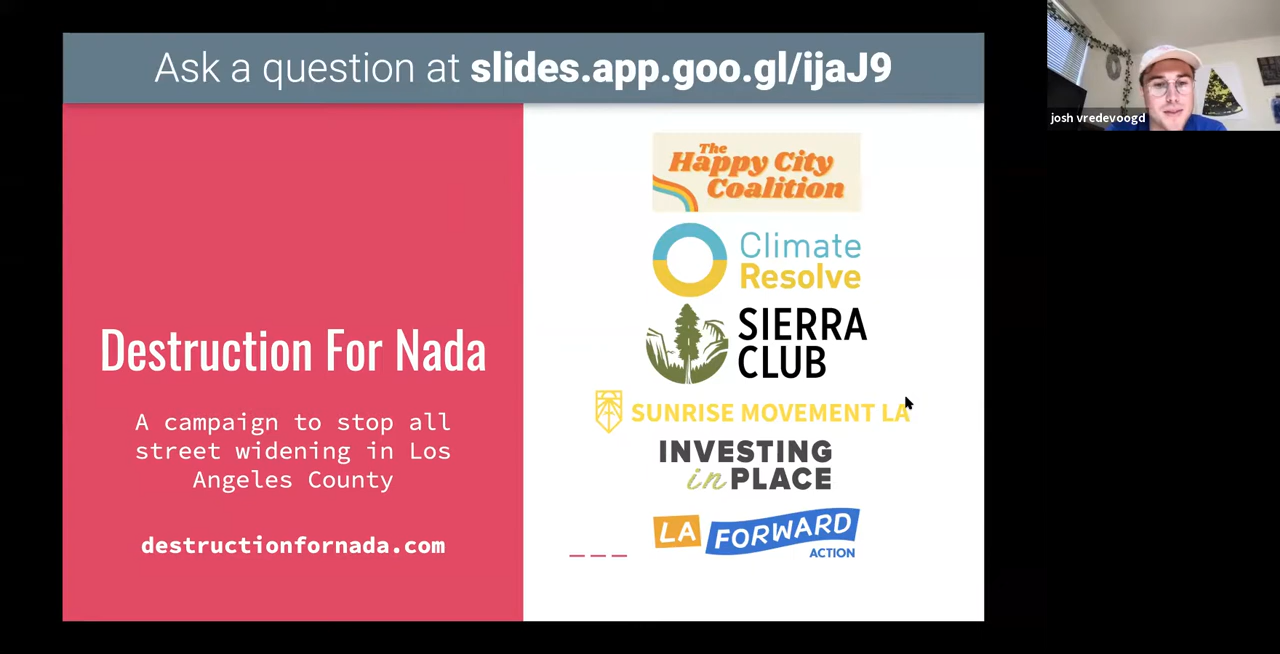 Ask a question at slides.app.goo.gl/ijaJ9
josh vredevoogd
Destruction For Nada
A campaign to stop all
street widening in Los
Angeles County
destructionfornada.com
The
Happy City
Coalition
Climate
Resolve
SIERRA
CLUB
SUNRISE MOVEMENT LA
INVESTING
in PLACE
LA FORWARD
ACTION